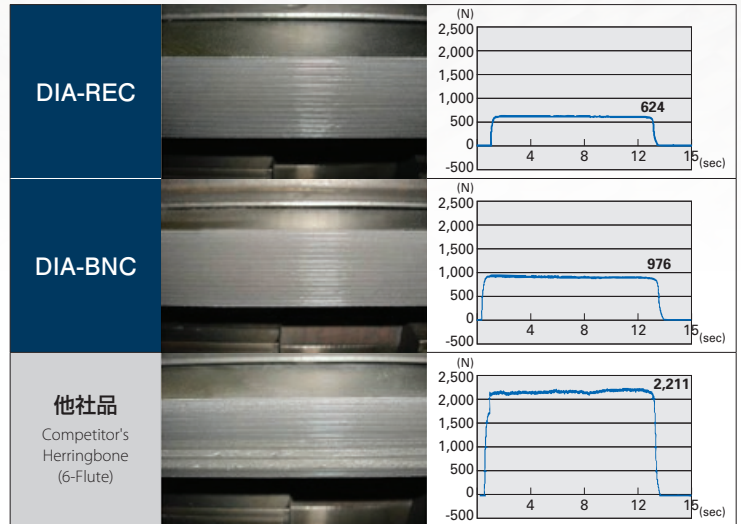 DIA-REC
(N)
2,500
2,000
1,500
1,000
500
0
-500
624
4 8 12 15 (sec)
DIA-BNC
(N)
2,500
2,000
1,500
1,000
500
0
-500
976
4 8 12 15 (sec)
他社品
Competitor's
Herringbone
(6-Flute)
(N)
2,500
2,000
1,500
1,000
500
0
-500
2,211
4 8 12 15 (sec)